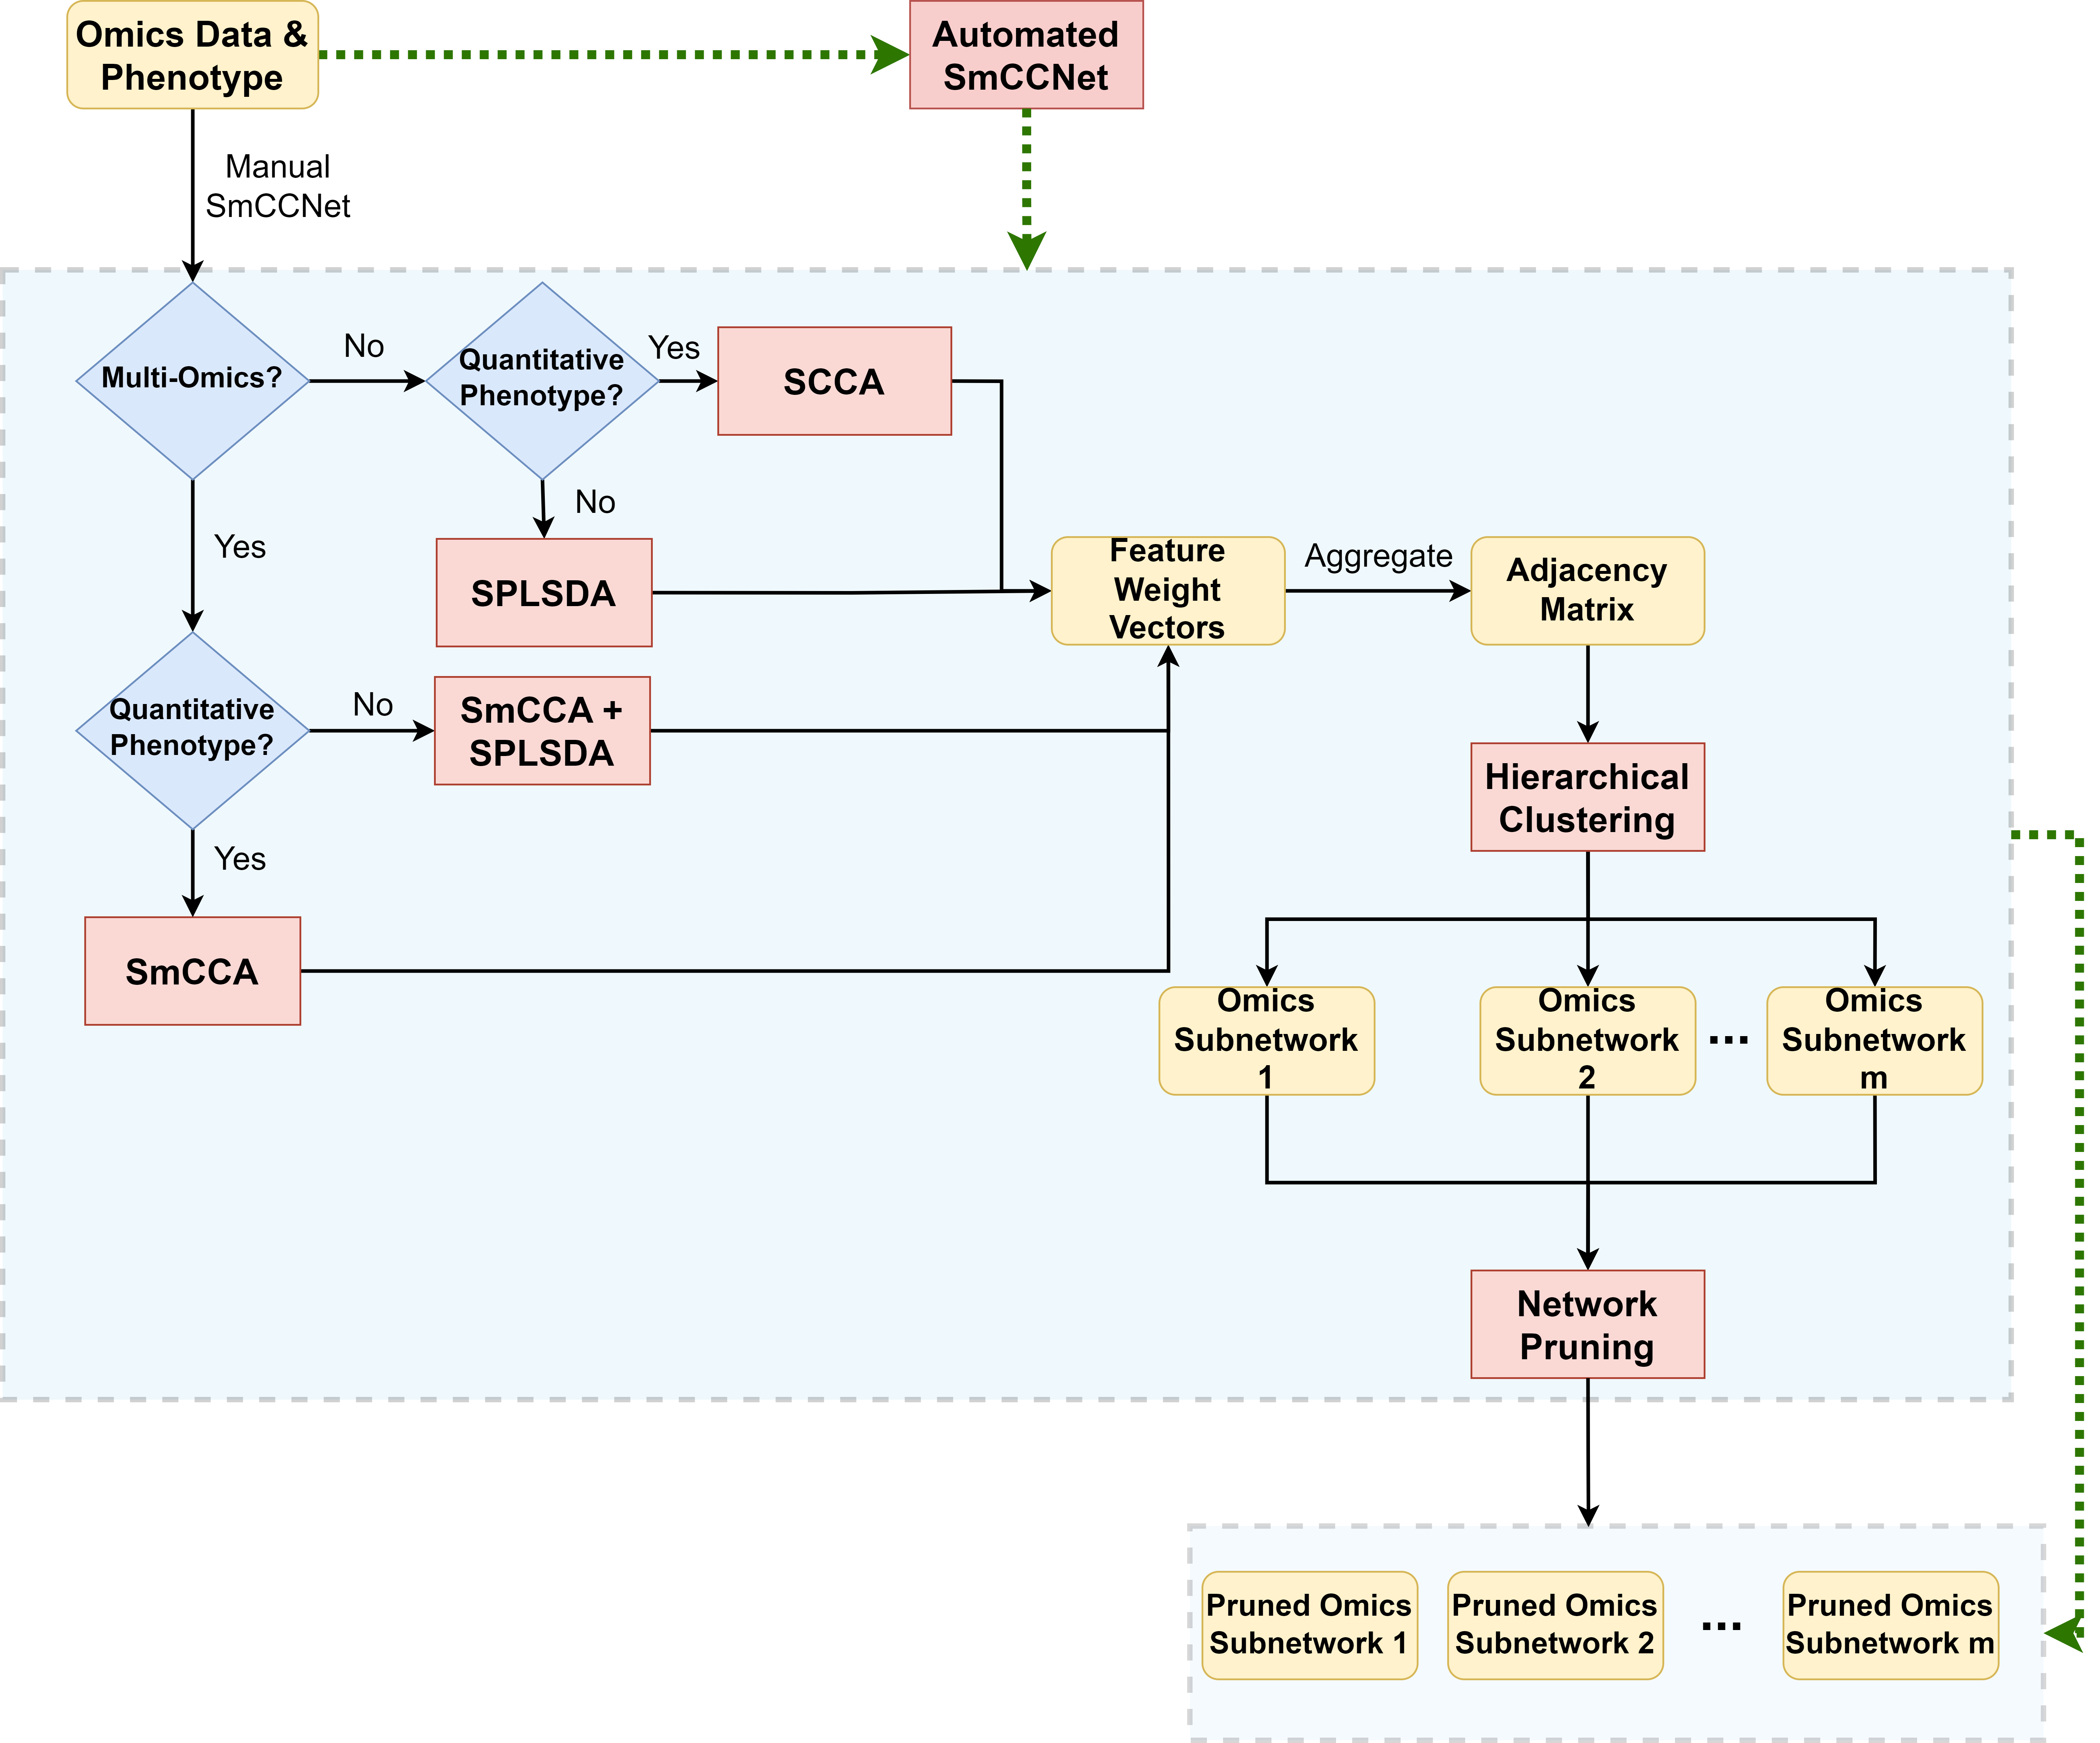 Omics Data &
Phenotype
Automated
SmCCNet
Manual
SmCCNet
Multi-Omics?
No
Quantitative
Phenotype?
Yes
SCCA
No
Yes
SPLSDA
Feature
Weight
Vectors
Aggregate
Adjacency
Matrix
Quantitative
Phenotype?
No
SmCCA +
SPLSDA
Hierarchical
Clustering
Yes
SmCCA
Omics
Subnetwork
1
Omics
Subnetwork
2
...
Omics
Subnetwork
m
Network
Pruning
Pruned Omics
Subnetwork 1
Pruned Omics
Subnetwork 2
...
Pruned Omics
Subnetwork m